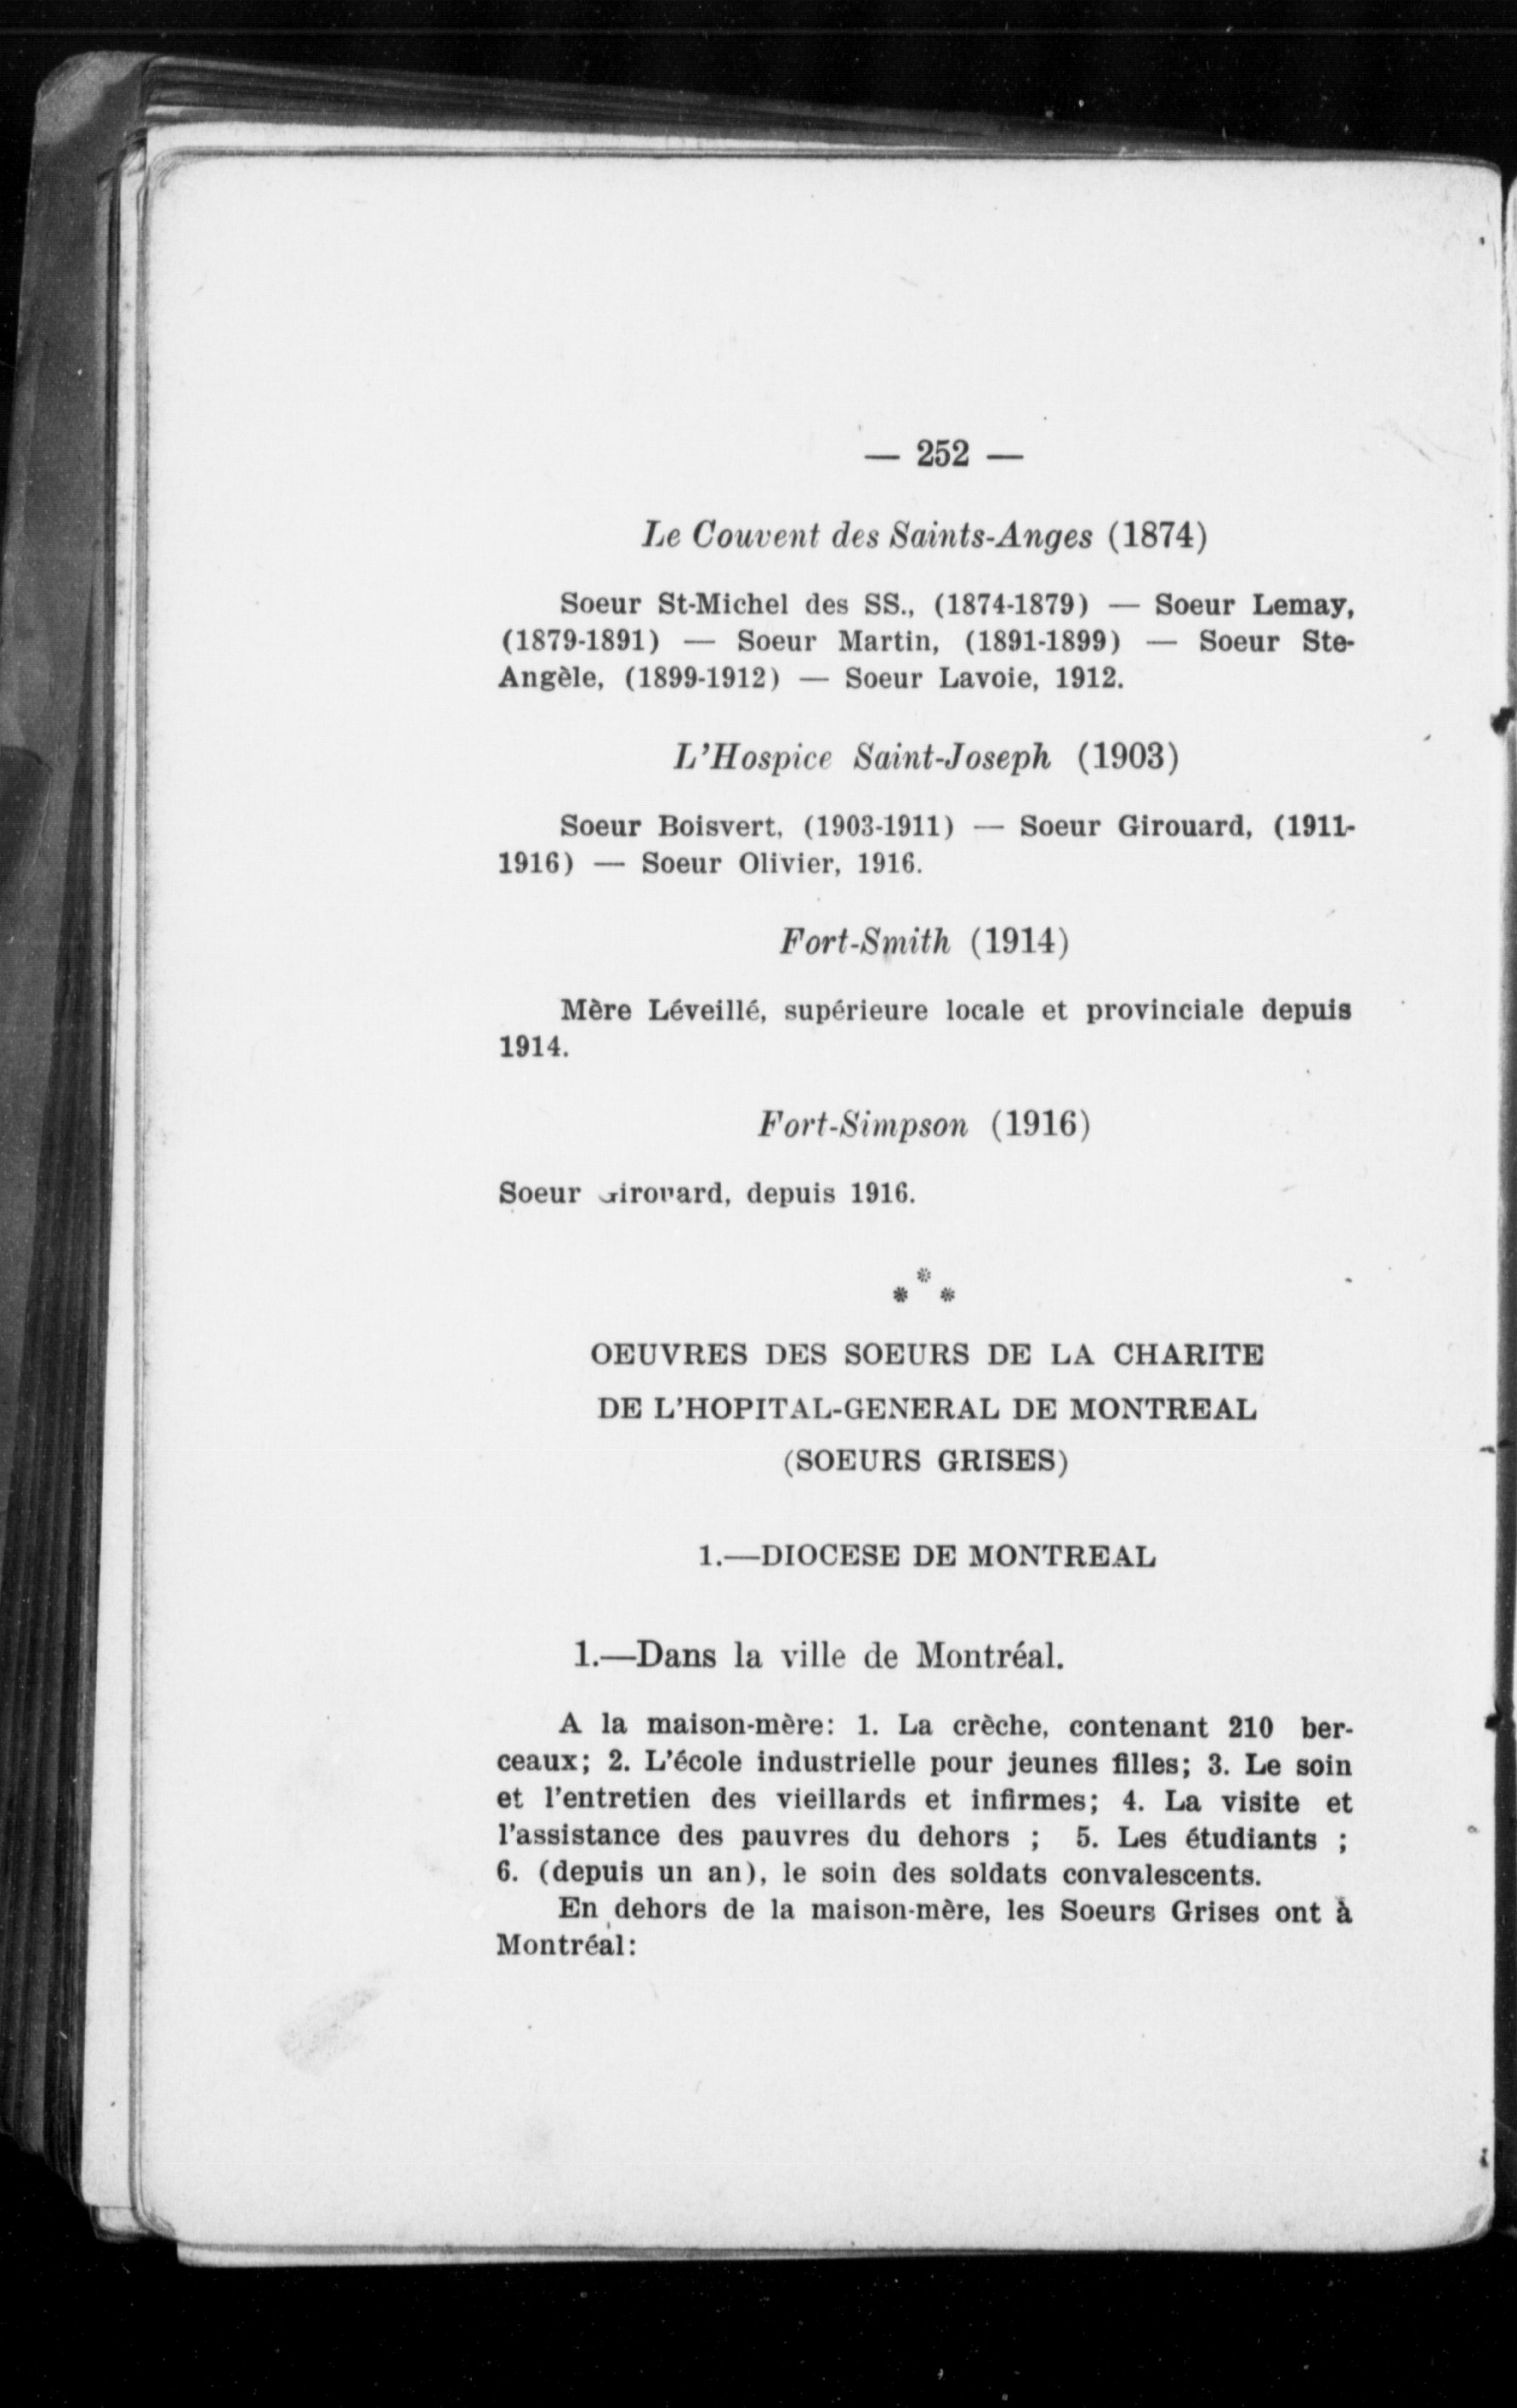 — 252 —
Le Couvent des Saints-Anges (1874)
Soeur St-Michel des SS., (1874-1879) — Soeur Lemay,
(1879-1891) — Soeur Martin, (1891-1899) — Soeur Ste-
Angèle, (1899-1912) — Soeur Lavoie, 1912.
L'Hospice Saint-Joseph (1903)
Soeur Boisvert, (1903-1911) — Soeur Girouard, (1911-
1916) — Soeur Olivier, 1916.
Fort-Smith (1914)
Mère Léveillé, supérieure locale et provinciale depuis
1914.
Fort-Simpson (1916)
Soeur Girouard, depuis 1916.
* * *
OEUVRES DES SOEURS DE LA CHARITE
DE L'HOPITAL-GENERAL DE MONTREAL
(SOEURS GRISES)
1.—DIOCESE DE MONTREAL
1.—Dans la ville de Montréal.
A la maison-mère: 1. La crèche, contenant 210 ber-
ceaux; 2. L'école industrielle pour jeunes filles; 3. Le soin
et l'entretien des vieillards et infirmes; 4. La visite et
l'assistance des pauvres du dehors ; 5. Les étudiants ;
6. (depuis un an), le soin des soldats convalescents.
En dehors de la maison-mère, les Soeurs Grises ont à
Montréal: